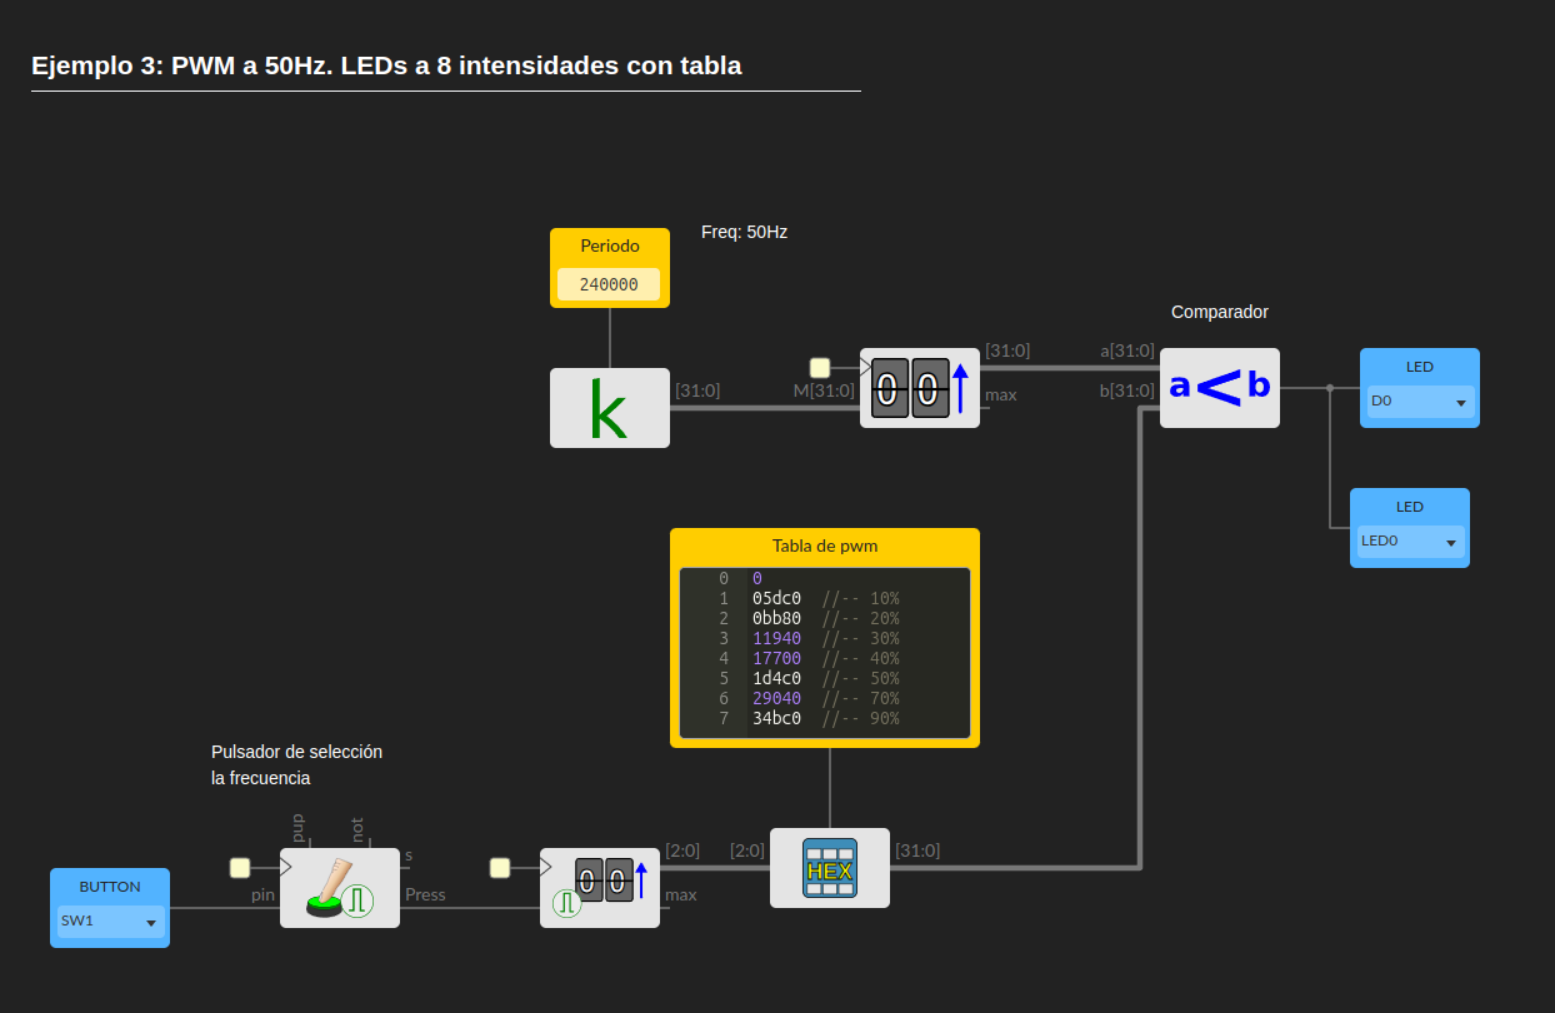 Ejemplo 3: PWM a 50Hz. LEDs a 8 intensidades con tabla
Periodo
240000
Freq: 50Hz
k
[31:0]
M[31:0]
00
[31:0]
max
Comparador
a[31:0]
b[31:0]
a<b
LED
D0
LED
LED0
Tabla de pwm
0 0
1 05dc0 //-- 10%
2 0bb80 //-- 20%
3 11940 //-- 30%
4 17700 //-- 40%
5 1d4c0 //-- 50%
6 29040 //-- 70%
7 34bc0 //-- 90%
Pulsador de selección
la frecuencia
BUTTON
SW1
pin
pup
not
s
Press
00
[2:0]
max
[2:0]
HEX
[31:0]